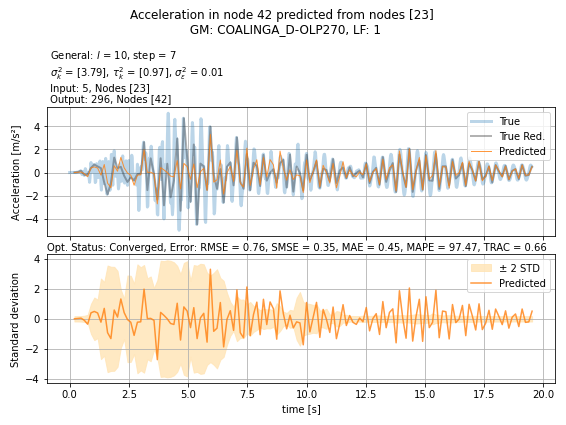 Acceleration in node 42 predicted from nodes [23]
GM: COALINGA_D-OLP270, LF: 1
General: l = 10, step = 7
σ²ₖ = [3.79], τ²ₖ = [0.97], σ²ε = 0.01
Input: 5, Nodes [23]
Output: 296, Nodes [42]
Acceleration [m/s²]
4
2
0
−2
−4
True
True Red.
Predicted
Opt. Status: Converged, Error: RMSE = 0.76, SMSE = 0.35, MAE = 0.45, MAPE = 97.47, TRAC = 0.66
Standard deviation
4
2
0
−2
−4
± 2 STD
Predicted
0.0 2.5 5.0 7.5 10.0 12.5 15.0 17.5 20.0
time [s]